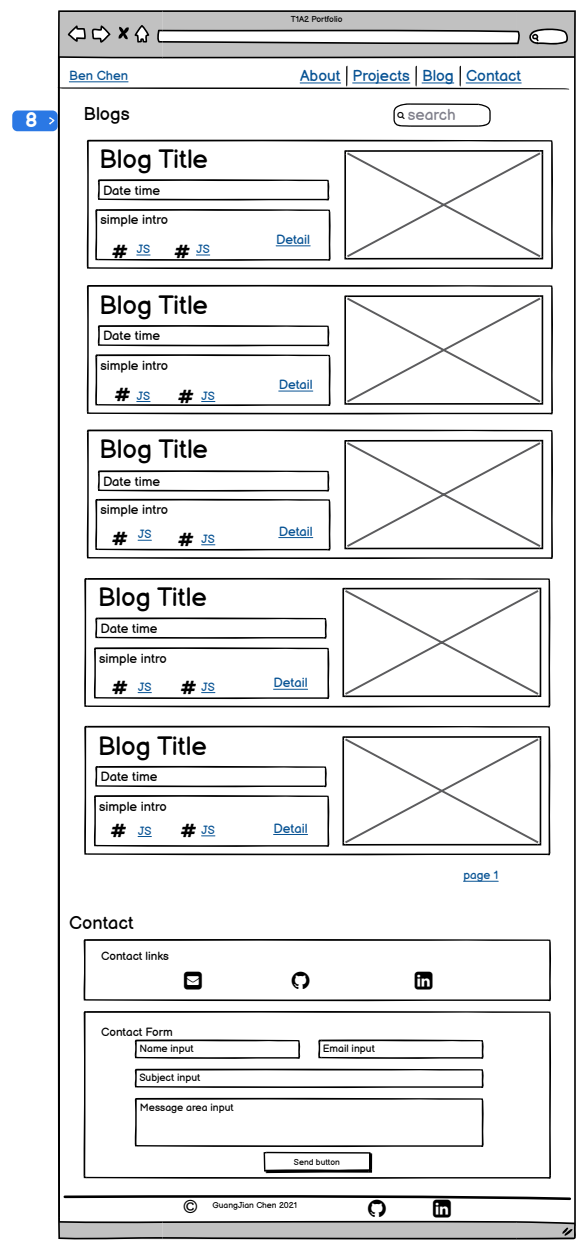 T1A2 Portfolio
Ben Chen About Projects Blog Contact
8 >
Blogs search
Blog Title
Date time
simple intro
# JS # JS Detail
Blog Title
Date time
simple intro
# JS # JS Detail
Blog Title
Date time
simple intro
# JS # JS Detail
Blog Title
Date time
simple intro
# JS # JS Detail
Blog Title
Date time
simple intro
# JS # JS Detail
page 1
Contact
Contact links
in
Contact Form
Name input Email input
Subject input
Message area input
Send button
© GuangJian Chen 2021 in